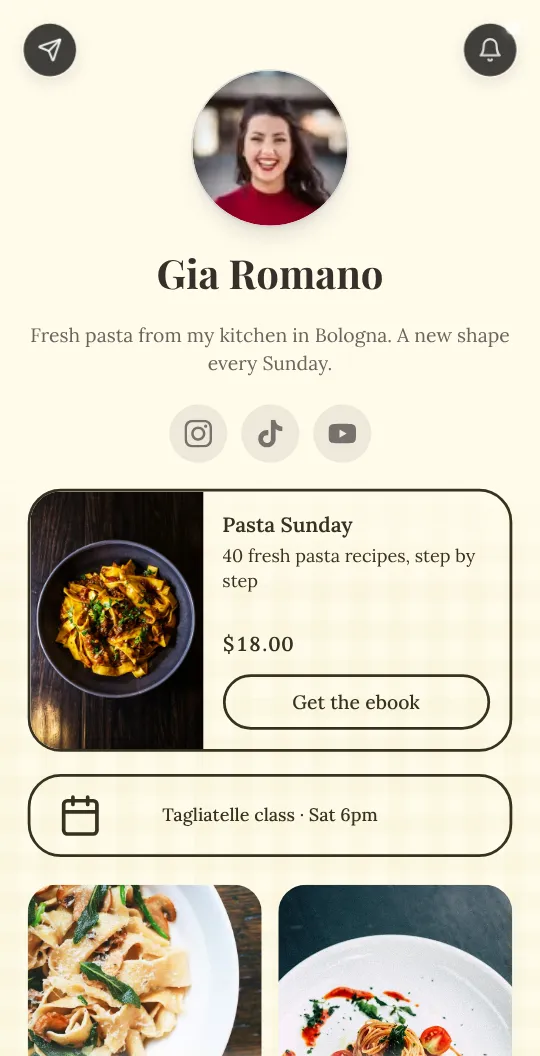 Gia Romano
Fresh pasta from my kitchen in Bologna. A new shape
every Sunday.
Pasta Sunday
40 fresh pasta recipes, step by
step
$18.00
Get the ebook
Tagliatelle class · Sat 6pm